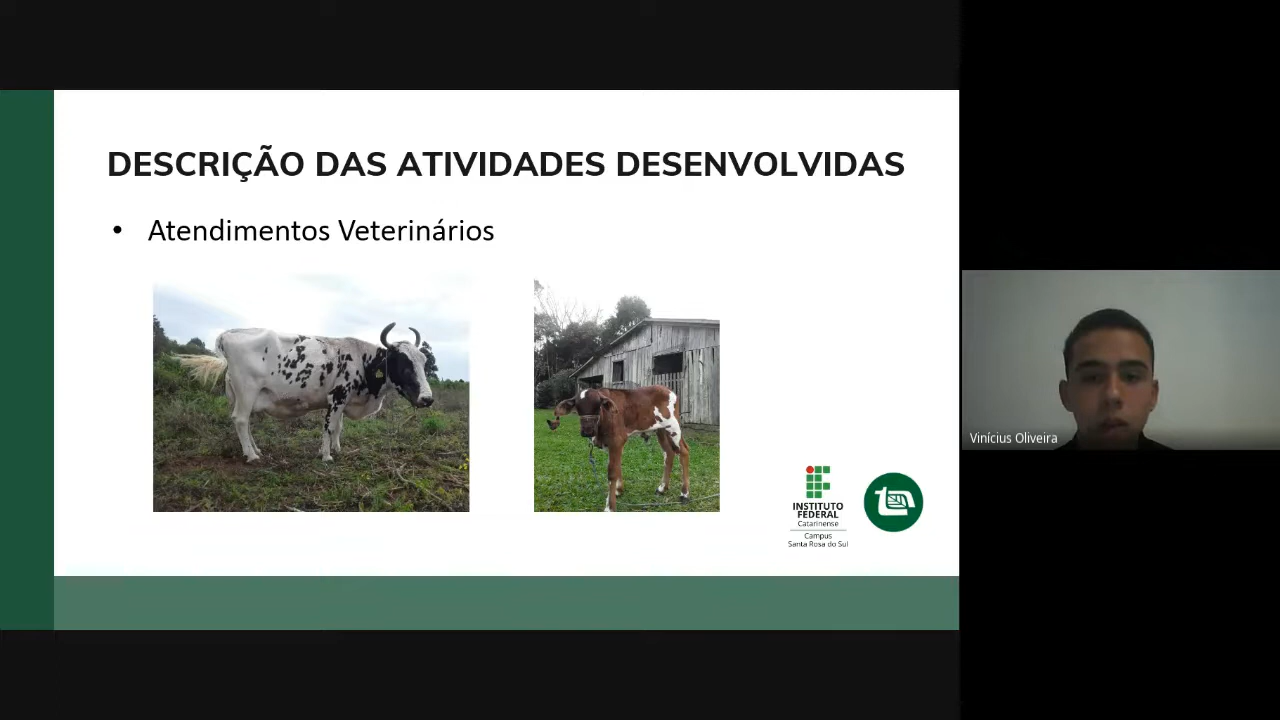 DESCRIÇÃO DAS ATIVIDADES DESENVOLVIDAS
• Atendimentos Veterinários
INSTITUTO
FEDERAL
Catarinense
Campus
Santa Rosa do Sul
Vinícius Oliveira